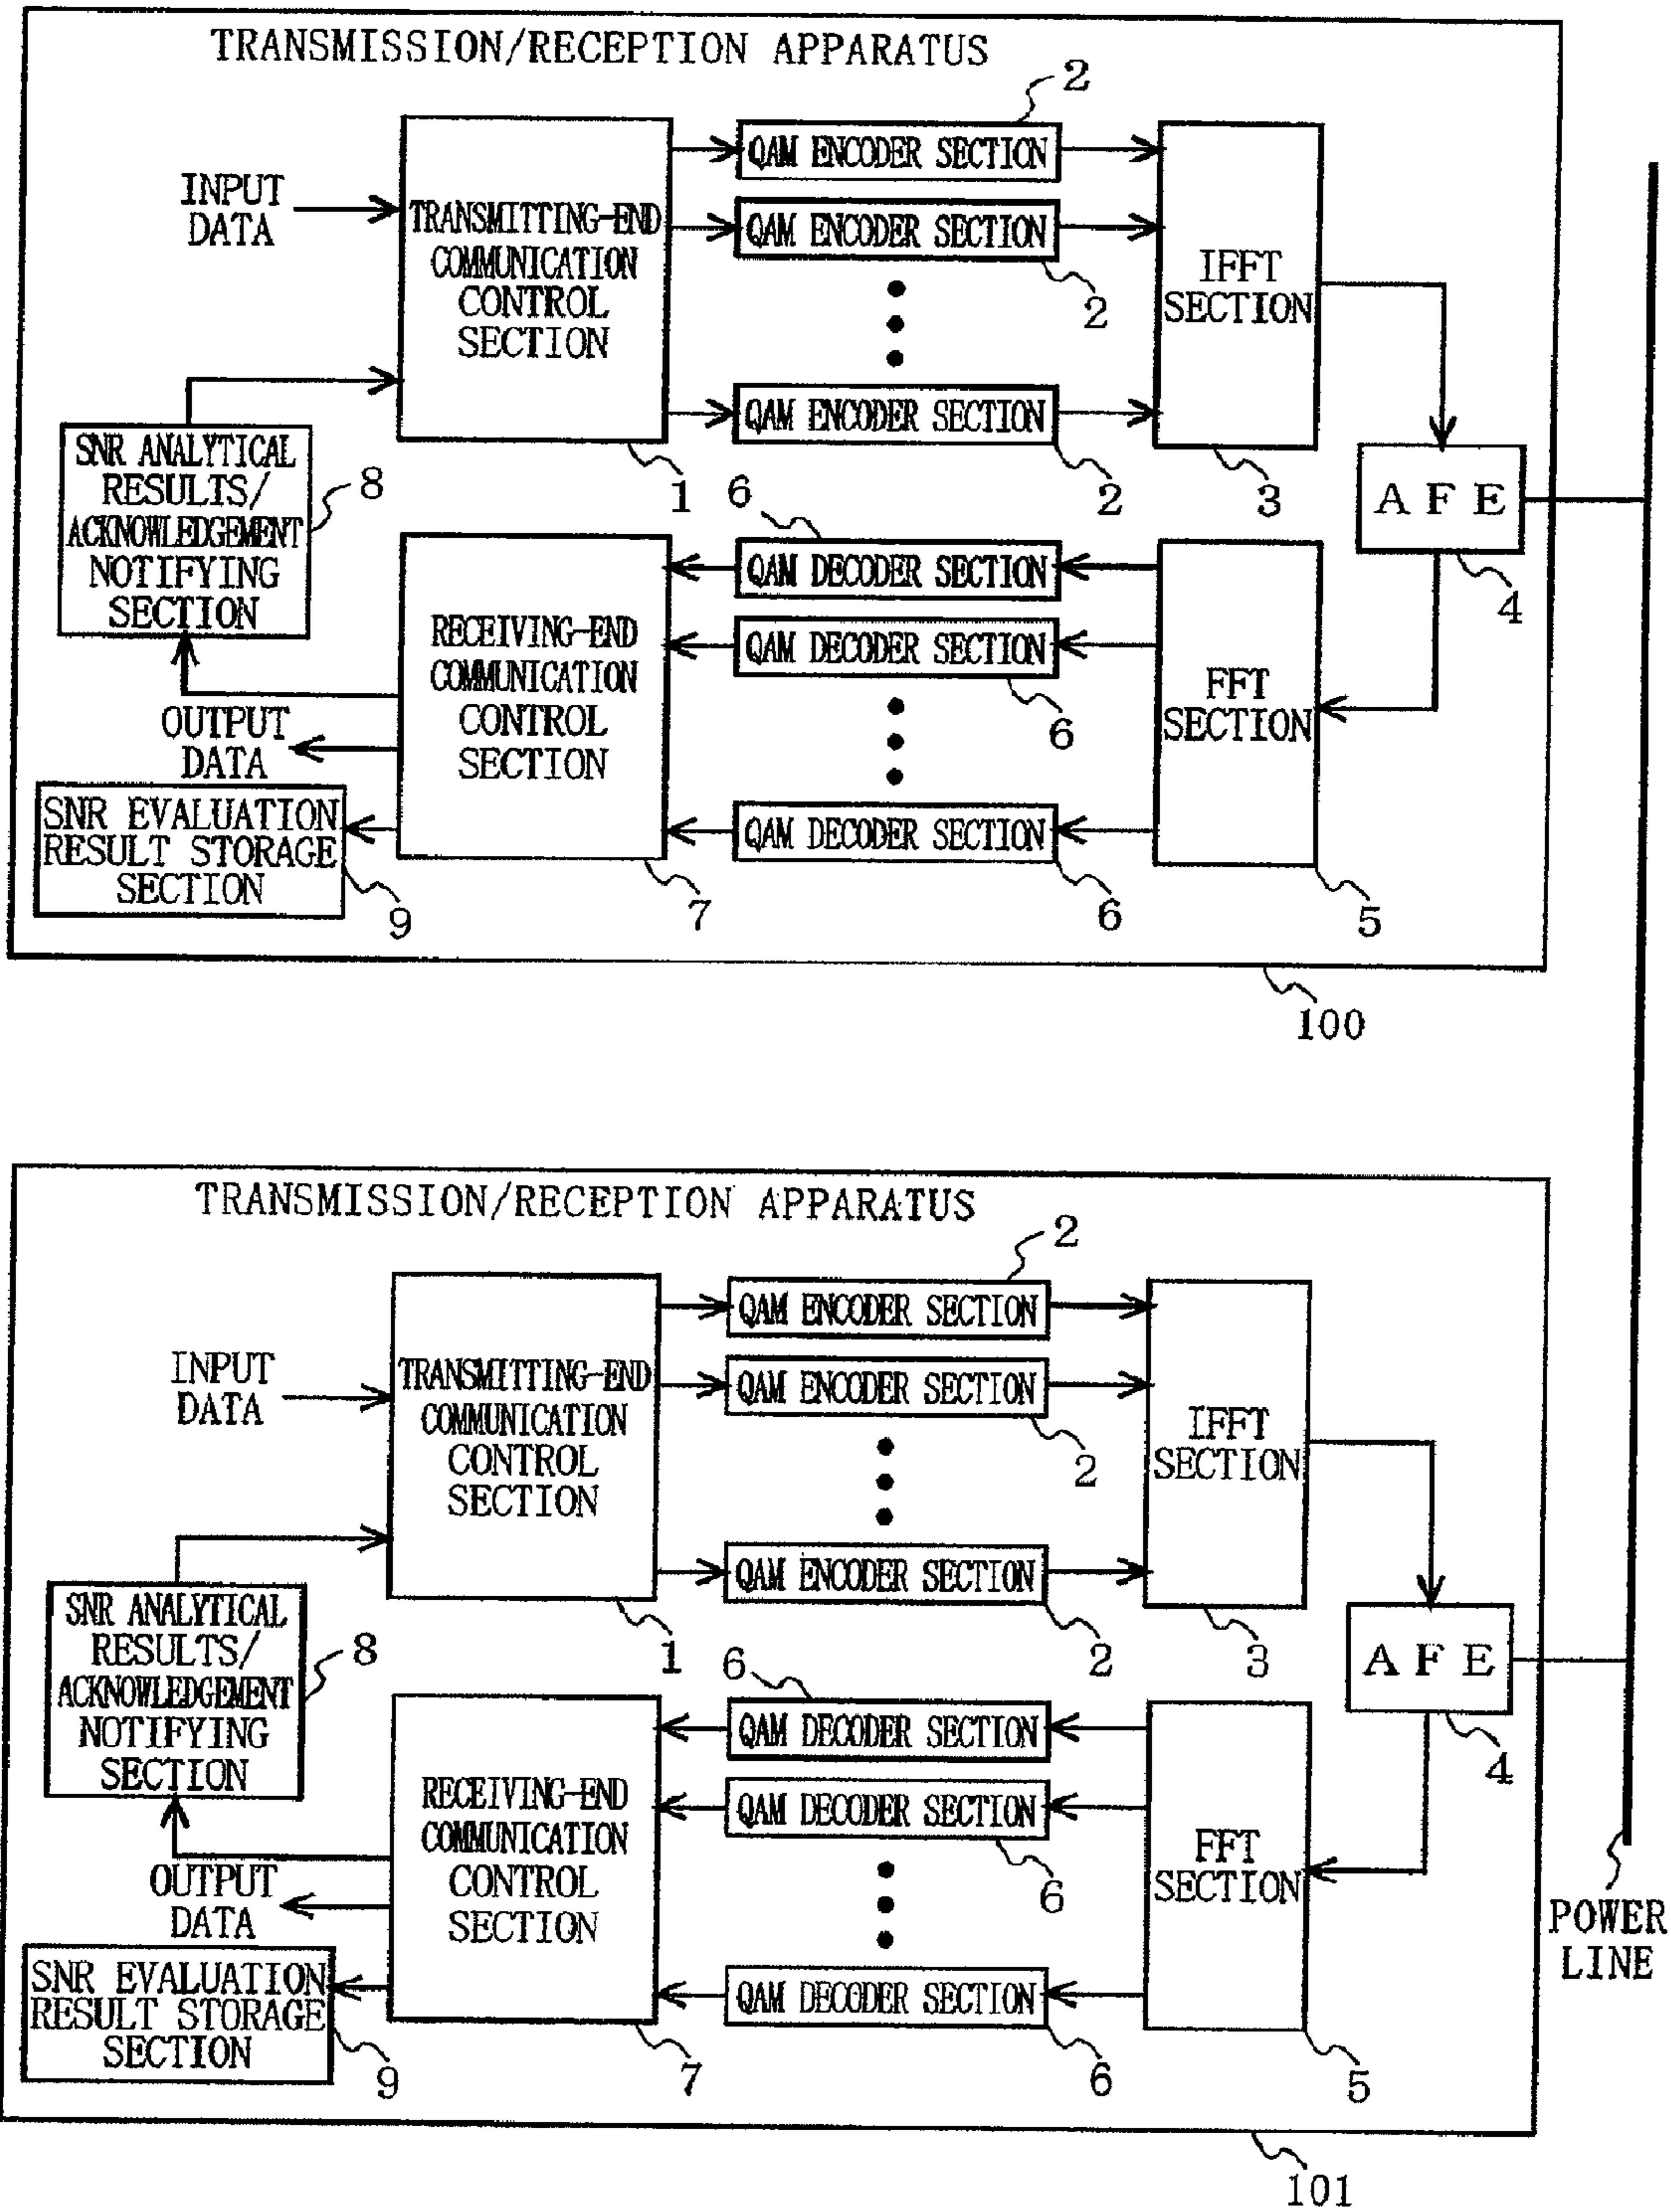 TRANSMISSION/RECEPTION APPARATUS
2
QAM ENCODER SECTION
INPUT
DATA
TRANSMITTING-END
COMMUNICATION
CONTROL
SECTION
QAM ENCODER SECTION
2
IFFT
SECTION
QAM ENCODER SECTION
SNR ANALYTICAL
RESULTS/
ACKNOWLEDGEMENT
NOTIFYING
SECTION
8
1
2
3
A F E
4
6
QAM DECODER SECTION
RECEIVING-END
COMMUNICATION
CONTROL
SECTION
QAM DECODER SECTION
6
FFT
SECTION
OUTPUT
DATA
QAM DECODER SECTION
SNR EVALUATION
RESULT STORAGE
SECTION
9
7
6
5
100
TRANSMISSION/RECEPTION APPARATUS
2
QAM ENCODER SECTION
INPUT
DATA
TRANSMITTING-END
COMMUNICATION
CONTROL
SECTION
QAM ENCODER SECTION
2
IFFT
SECTION
QAM ENCODER SECTION
SNR ANALYTICAL
RESULTS/
ACKNOWLEDGEMENT
NOTIFYING
SECTION
8
1
2
3
A F E
4
6
QAM DECODER SECTION
RECEIVING-END
COMMUNICATION
CONTROL
SECTION
QAM DECODER SECTION
6
FFT
SECTION
OUTPUT
DATA
POWER
LINE
QAM DECODER SECTION
SNR EVALUATION
RESULT STORAGE
SECTION
9
7
6
5
101